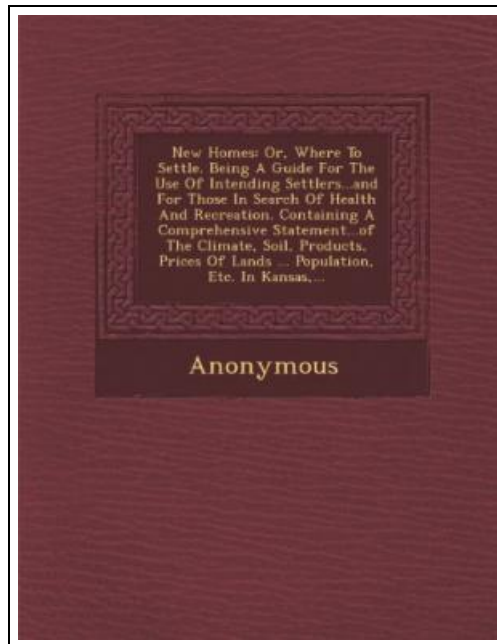 New Homes: Or, Where To
Settle. Being A Guide For The
Use Of Intending Settlers...and
For Those In Search Of Health
And Recreation. Containing A
Comprehensive Statement...of
The Climate, Soil, Products,
Prices Of Lands ... Population,
Etc. In Kansas,...
Anonymous